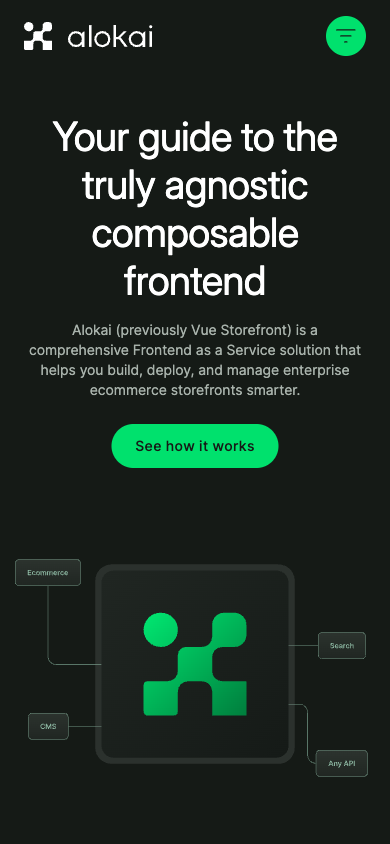 alokai
Your guide to the
truly agnostic
composable
frontend
Alokai (previously Vue Storefront) is a
comprehensive Frontend as a Service solution that
helps you build, deploy, and manage enterprise
ecommerce storefronts smarter.
See how it works
Ecommerce
Search
CMS
Any API